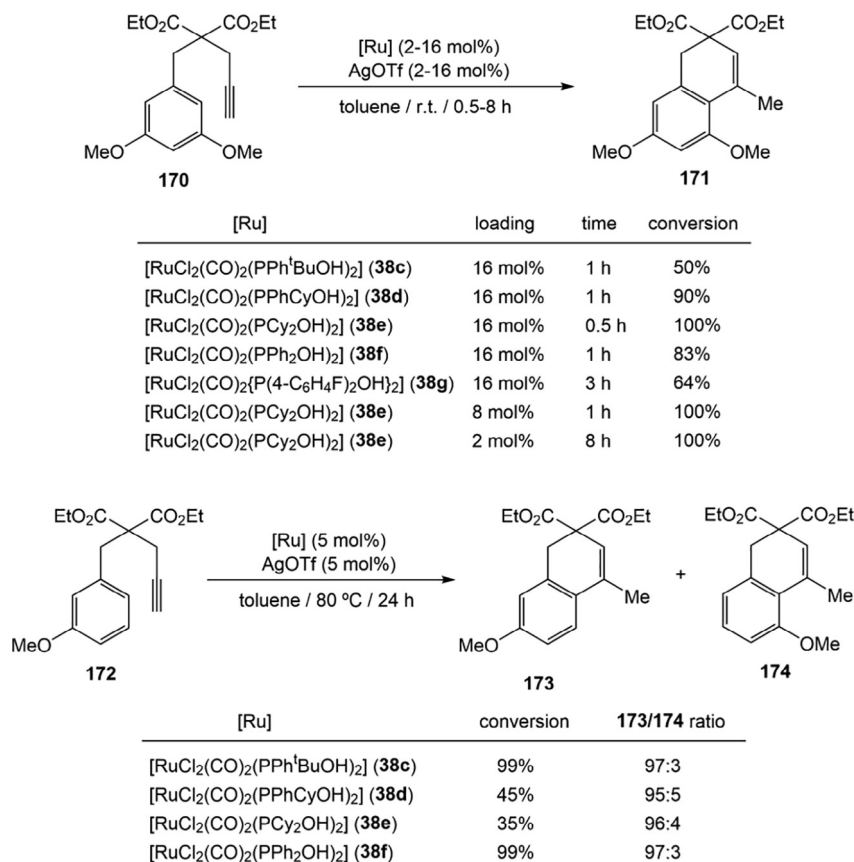 EtO₂C CO₂Et
[Ru] (2-16 mol%)
AgOTf (2-16 mol%)
toluene / r.t. / 0.5-8 h
EtO₂C CO₂Et
Me
MeO OMe
MeO OMe
170
171
[Ru] loading time conversion
[RuCl₂(CO)₂(PPhᵗBuOH)₂] (38c) 16 mol% 1 h 50%
[RuCl₂(CO)₂(PPhCyOH)₂] (38d) 16 mol% 1 h 90%
[RuCl₂(CO)₂(PCy₂OH)₂] (38e) 16 mol% 0.5 h 100%
[RuCl₂(CO)₂(PPh₂OH)₂] (38f) 16 mol% 1 h 83%
[RuCl₂(CO)₂{P(4-C₆H₄F)₂OH}₂] (38g) 16 mol% 3 h 64%
[RuCl₂(CO)₂(PCy₂OH)₂] (38e) 8 mol% 1 h 100%
[RuCl₂(CO)₂(PCy₂OH)₂] (38e) 2 mol% 8 h 100%
EtO₂C CO₂Et
[Ru] (5 mol%)
AgOTf (5 mol%)
toluene / 80 ºC / 24 h
EtO₂C CO₂Et
+
EtO₂C CO₂Et
Me
Me
MeO
MeO
OMe
172
173
174
[Ru] conversion 173/174 ratio
[RuCl₂(CO)₂(PPhᵗBuOH)₂] (38c) 99% 97:3
[RuCl₂(CO)₂(PPhCyOH)₂] (38d) 45% 95:5
[RuCl₂(CO)₂(PCy₂OH)₂] (38e) 35% 96:4
[RuCl₂(CO)₂(PPh₂OH)₂] (38f) 99% 97:3